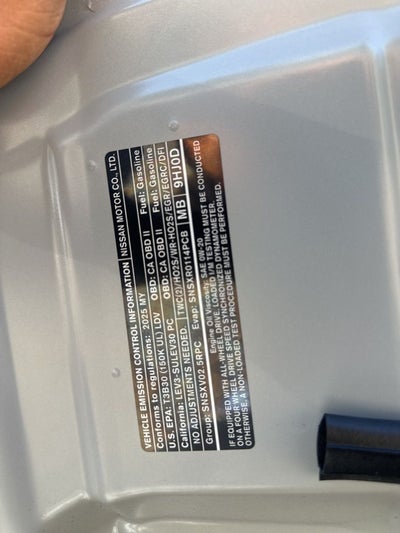 VEHICLE EMISSION CONTROL INFORMATION NISSAN MOTOR CO., LTD.
Conforms to regulations: 2025 MY
U.S. EPA: T3B30 (150K UL) LDV OBD: CA OBD II Fuel: Gasoline
California: LEV3-SULEV30 PC OBD: CA OBD II Fuel: Gasoline
NO ADJUSTMENTS NEEDED. TWC(2)/HO2S/WR-HO2S/EGR/EGRC/DFI
Group: SNSXV02.5RPC Evap: SNSXR0114PCB MB 9HJ0D
Engine Oil Viscosity: SAE 0W-20
IF EQUIPPED WITH ALL-WHEEL DRIVE, LOADED I/M TESTING MUST BE CONDUCTED
ON A FOUR WHEEL DRIVE SPEED SYNCHRONIZED DYNAMOMETER.
OTHERWISE, A NON-LOADED TEST PROCEDURE MUST BE PERFORMED.